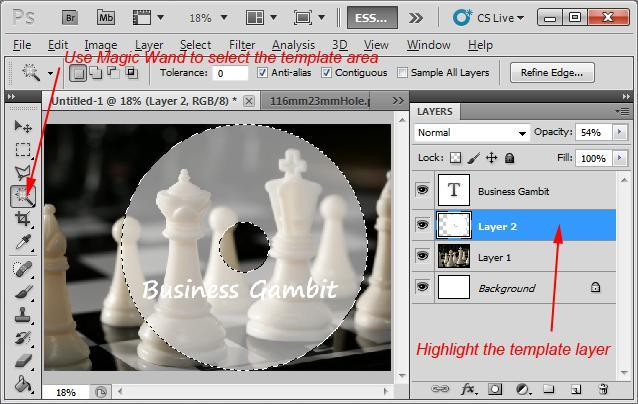 Ps Br Mb 18% ESS... CS Live
File Edit Image Layer Select Filter Analysis 3D View Window Help
Use Magic Wand to select the template area
Tolerance: 0 Anti-alias Contiguous Sample All Layers Refine Edge...
Untitled-1 @ 18% (Layer 2, RGB/8) * 116mm23mmHole.p
LAYERS
Normal Opacity: 54%
Lock: Fill: 100%
T Business Gambit
Layer 2
Layer 1
Business Gambit
Background
Highlight the template layer
18%
fx